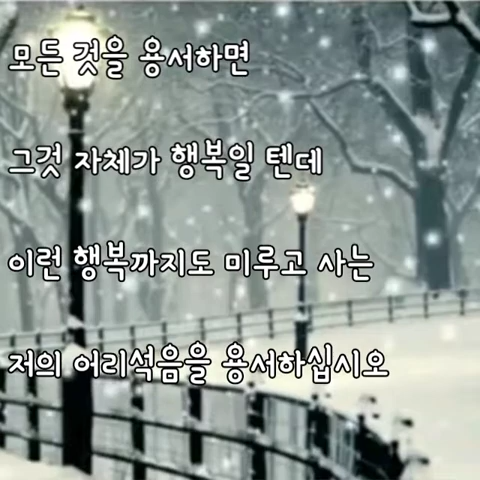 모든 것을 용서하면
그것 자체가 행복일 텐데
이런 행복까지도 미루고 사는
저의 어리석음을 용서하십시오